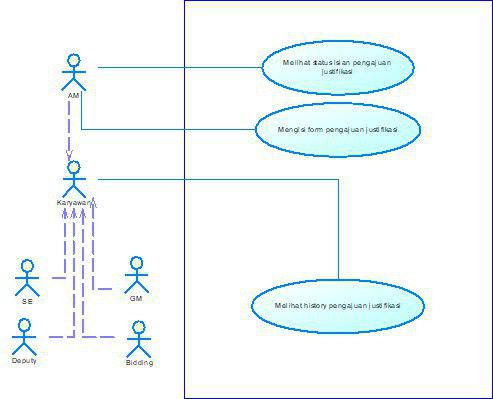 Melihat status isian pengajuan
justifikasi
AM
Mengisi form pengajuan justifikasi
Karyawan
SE
GM
Melihat history pengajuan justifikasi
Deputy
Bidding